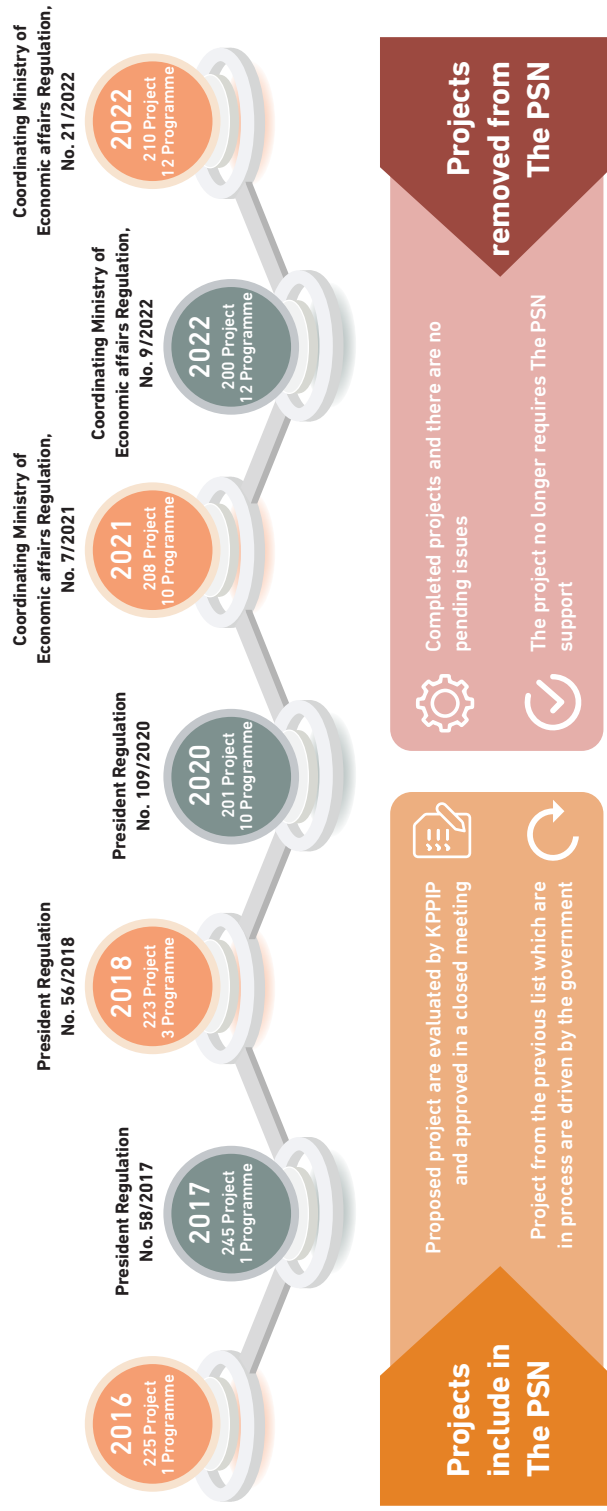 2016
225 Project
1 Programme
President Regulation
No. 58/2017
2017
245 Project
1 Programme
President Regulation
No. 56/2018
2018
223 Project
3 Programme
President Regulation
No. 109/2020
2020
201 Project
10 Programme
Coordinating Ministry of
Economic affairs Regulation,
No. 7/2021
2021
208 Project
10 Programme
Coordinating Ministry of
Economic affairs Regulation,
No. 9/2022
2022
200 Project
12 Programme
Coordinating Ministry of
Economic affairs Regulation,
No. 21/2022
2022
210 Project
12 Programme
Projects
include in
The PSN
Proposed project are evaluated by KPPIP
and approved in a closed meeting
Project from the previous list which are
in process are driven by the government
Completed projects and there are no
pending issues
The project no longer requires The PSN
support
Projects
removed from
The PSN